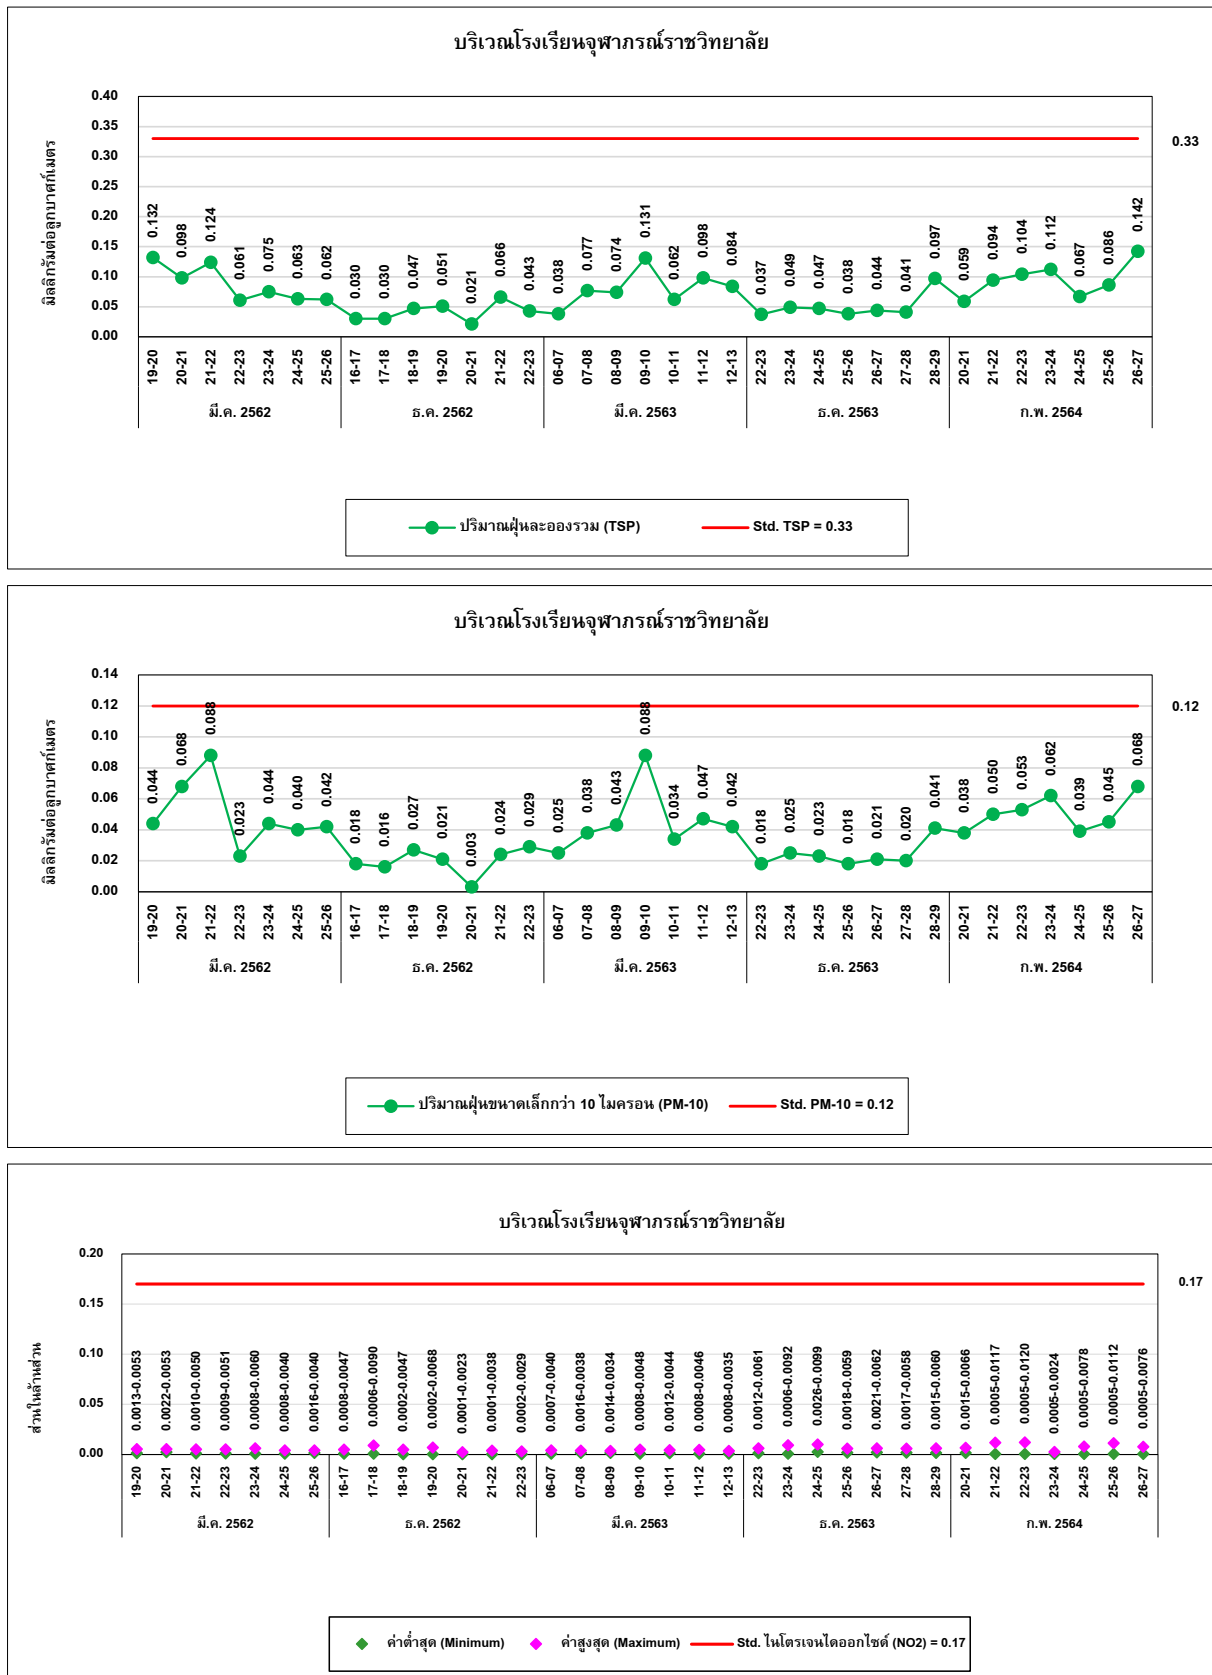 บริเวณโรงเรียนจุฬาภรณ์ราชวิทยาลัย
มิลลิกรัมต่อลูกบาศก์เมตร
0.40
0.35
0.30
0.25
0.20
0.15
0.10
0.05
0.00
0.33
0.132 0.098 0.124 0.061 0.075 0.063 0.062 0.030 0.030 0.047 0.051 0.021 0.066 0.043 0.038 0.077 0.074 0.131 0.062 0.098 0.084 0.037 0.049 0.047 0.038 0.044 0.041 0.097 0.059 0.094 0.104 0.112 0.067 0.086 0.142
19-20 20-21 21-22 22-23 23-24 24-25 25-26 16-17 17-18 18-19 19-20 20-21 21-22 22-23 06-07 07-08 08-09 09-10 10-11 11-12 12-13 22-23 23-24 24-25 25-26 26-27 27-28 28-29 20-21 21-22 22-23 23-24 24-25 25-26 26-27
มี.ค. 2562 ธ.ค. 2562 มี.ค. 2563 ธ.ค. 2563 ก.พ. 2564
ปริมาณฝุ่นละอองรวม (TSP) Std. TSP = 0.33
บริเวณโรงเรียนจุฬาภรณ์ราชวิทยาลัย
มิลลิกรัมต่อลูกบาศก์เมตร
0.14
0.12
0.10
0.08
0.06
0.04
0.02
0.00
0.12
0.044 0.068 0.088 0.023 0.044 0.040 0.042 0.018 0.016 0.027 0.021 0.003 0.024 0.029 0.025 0.038 0.043 0.088 0.034 0.047 0.042 0.018 0.025 0.023 0.018 0.021 0.020 0.041 0.038 0.050 0.053 0.062 0.039 0.045 0.068
19-20 20-21 21-22 22-23 23-24 24-25 25-26 16-17 17-18 18-19 19-20 20-21 21-22 22-23 06-07 07-08 08-09 09-10 10-11 11-12 12-13 22-23 23-24 24-25 25-26 26-27 27-28 28-29 20-21 21-22 22-23 23-24 24-25 25-26 26-27
มี.ค. 2562 ธ.ค. 2562 มี.ค. 2563 ธ.ค. 2563 ก.พ. 2564
ปริมาณฝุ่นขนาดเล็กกว่า 10 ไมครอน (PM-10) Std. PM-10 = 0.12
บริเวณโรงเรียนจุฬาภรณ์ราชวิทยาลัย
ส่วนในล้านส่วน
0.20
0.15
0.10
0.05
0.00
0.17
0.0013-0.0053 0.0022-0.0053 0.0010-0.0050 0.0009-0.0051 0.0008-0.0060 0.0008-0.0040 0.0016-0.0040 0.0008-0.0047 0.0006-0.0090 0.0002-0.0047 0.0002-0.0068 0.0001-0.0023 0.0001-0.0038 0.0002-0.0029 0.0007-0.0040 0.0016-0.0038 0.0014-0.0034 0.0008-0.0048 0.0012-0.0044 0.0008-0.0046 0.0008-0.0035 0.0012-0.0061 0.0006-0.0092 0.0026-0.0099 0.0018-0.0059 0.0021-0.0062 0.0017-0.0058 0.0015-0.0060 0.0015-0.0066 0.0005-0.0117 0.0005-0.0120 0.0005-0.0024 0.0005-0.0078 0.0005-0.0112 0.0005-0.0076
19-20 20-21 21-22 22-23 23-24 24-25 25-26 16-17 17-18 18-19 19-20 20-21 21-22 22-23 06-07 07-08 08-09 09-10 10-11 11-12 12-13 22-23 23-24 24-25 25-26 26-27 27-28 28-29 20-21 21-22 22-23 23-24 24-25 25-26 26-27
มี.ค. 2562 ธ.ค. 2562 มี.ค. 2563 ธ.ค. 2563 ก.พ. 2564
ค่าต่ำสุด (Minimum) ค่าสูงสุด (Maximum) Std. ไนโตรเจนไดออกไซด์ (NO2) = 0.17